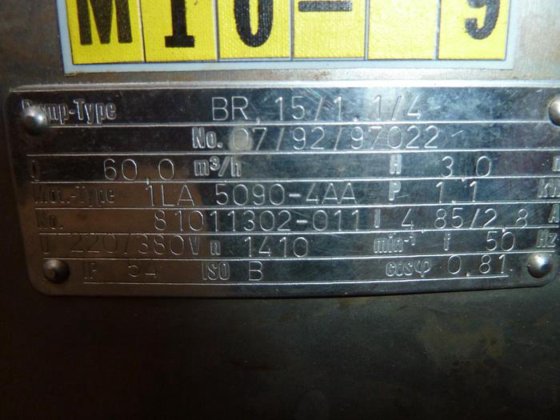 M10- 9
Pump-Type BR 15/1.1/4
No. 07/92/97022
Q 60,0 m³/h H 3,0 m
Mot.-Type 1LA 5090-4AA P 1.1
No. 81011302-011 I 4,85/2,8
U 220/380V n 1410 min⁻¹ f 50 Hz
IP 54 ISO B cosφ 0,81